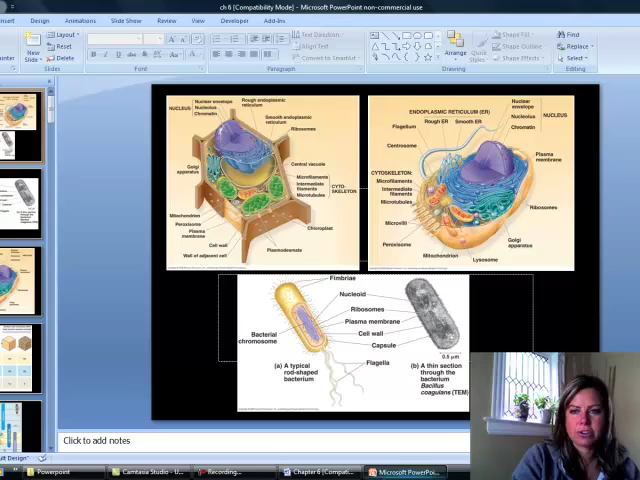 ch 6 [Compatibility Mode] - Microsoft PowerPoint non-commercial use
Insert Design Animations Slide Show Review View Developer Add-Ins
Layout
Reset
Delete
New Slide
Slides
Font
Paragraph
Text Direction
Align Text
Convert to SmartArt
Arrange
Quick Styles
Shape Fill
Shape Outline
Shape Effects
Drawing
Find
Replace
Select
Editing
NUCLEUS
Nuclear envelope
Nucleolus
Chromatin
Rough endoplasmic reticulum
Smooth endoplasmic reticulum
Ribosomes
Central vacuole
Golgi apparatus
Microfilaments
Intermediate filaments
Microtubules
CYTO-
SKELETON
Mitochondrion
Peroxisome
Plasma membrane
Chloroplast
Cell wall
Wall of adjacent cell
Plasmodesmata
ENDOPLASMIC RETICULUM (ER)
Rough ER Smooth ER
Flagellum
Centrosome
Nuclear envelope
Nucleolus
Chromatin
NUCLEUS
Plasma membrane
CYTOSKELETON:
Microfilaments
Intermediate filaments
Microtubules
Ribosomes
Microvilli
Golgi apparatus
Peroxisome
Mitochondrion
Lysosome
Fimbriae
Nucleoid
Ribosomes
Plasma membrane
Cell wall
Bacterial chromosome
Capsule
0.5 µm
Flagella
(a) A typical
rod-shaped
bacterium
(b) A thin section
through the
bacterium
Bacillus
coagulans (TEM)
Click to add notes
Powerpoint
Camtasia Studio - U...
Recording...
Chapter 6 [Compati...
Microsoft PowerPoi...